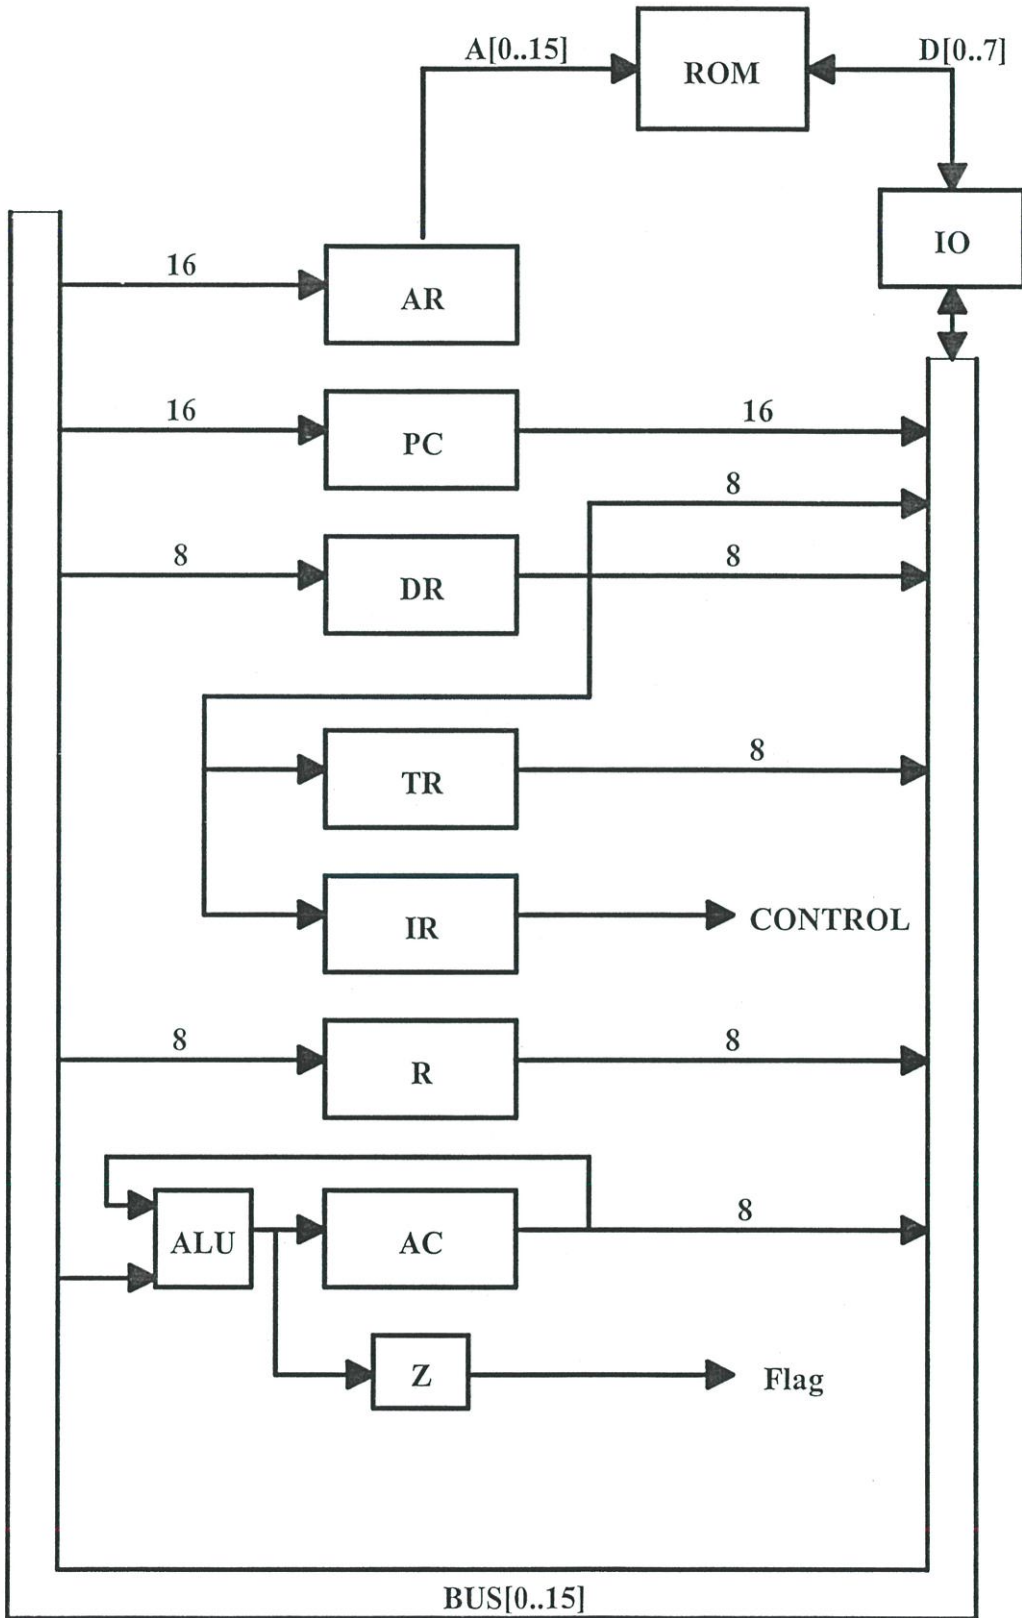 A[0..15]
ROM
D[0..7]
IO
16
AR
16
PC
16
8
8
DR
8
TR
8
IR
CONTROL
8
R
8
ALU
AC
8
Z
Flag
BUS[0..15]